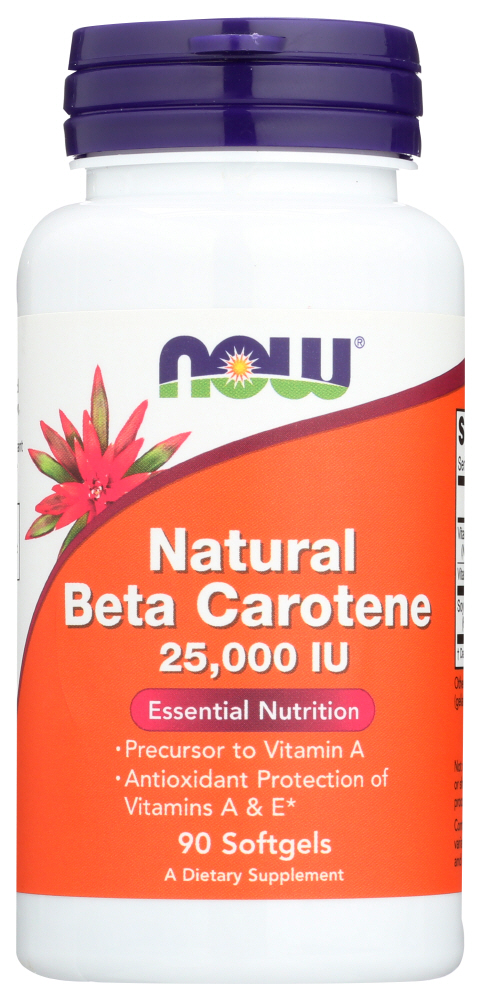 now®
Natural
Beta Carotene
25,000 IU
Essential Nutrition
• Precursor to Vitamin A
• Antioxidant Protection of
Vitamins A & E*
90 Softgels
A Dietary Supplement